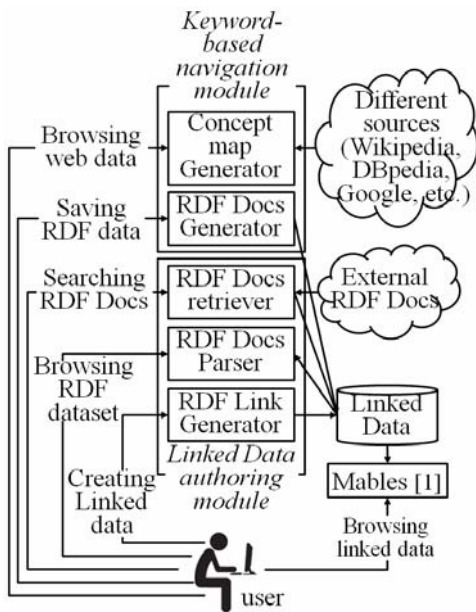 Keyword-
based
navigation
module
Browsing
web data
Concept
map
Generator
Different
sources
(Wikipedia,
DBpedia,
Google, etc.)
Saving
RDF data
RDF Docs
Generator
Searching
RDF Docs
RDF Docs
retriever
External
RDF Docs
Browsing
RDF
dataset
RDF Docs
Parser
RDF Link
Generator
Linked
Data
Linked Data
authoring
module
Creating
Linked
data
Mables [1]
Browsing
linked data
user